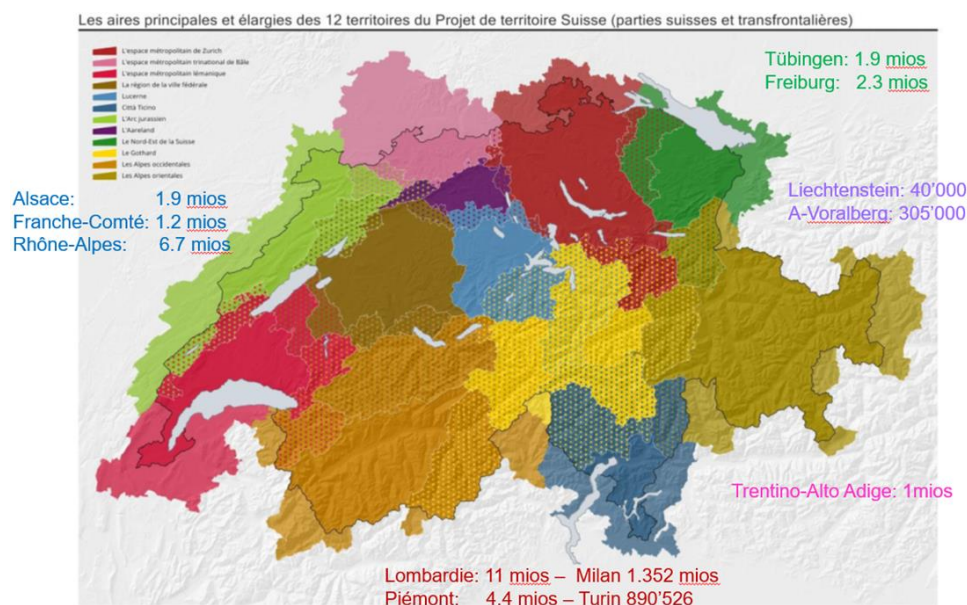 Les aires principales et élargies des 12 territoires du Projet de territoire Suisse (parties suisses et transfrontalières)
L'espace métropolitain de Zurich
L'espace métropolitain trinational de Bâle
L'espace métropolitain lémanique
La région de la ville fédérale
Lucerne
Città Ticino
L'Arc jurassien
L'Aareland
Le Nord-Est de la Suisse
Le Gothard
Les Alpes occidentales
Les Alpes orientales
Tübingen: 1.9 mios
Freiburg: 2.3 mios
Alsace: 1.9 mios
Franche-Comté: 1.2 mios
Rhône-Alpes: 6.7 mios
Liechtenstein: 40'000
A-Voralberg: 305'000
Trentino-Alto Adige: 1mios
Lombardie: 11 mios – Milan 1.352 mios
Piémont: 4.4 mios – Turin 890'526